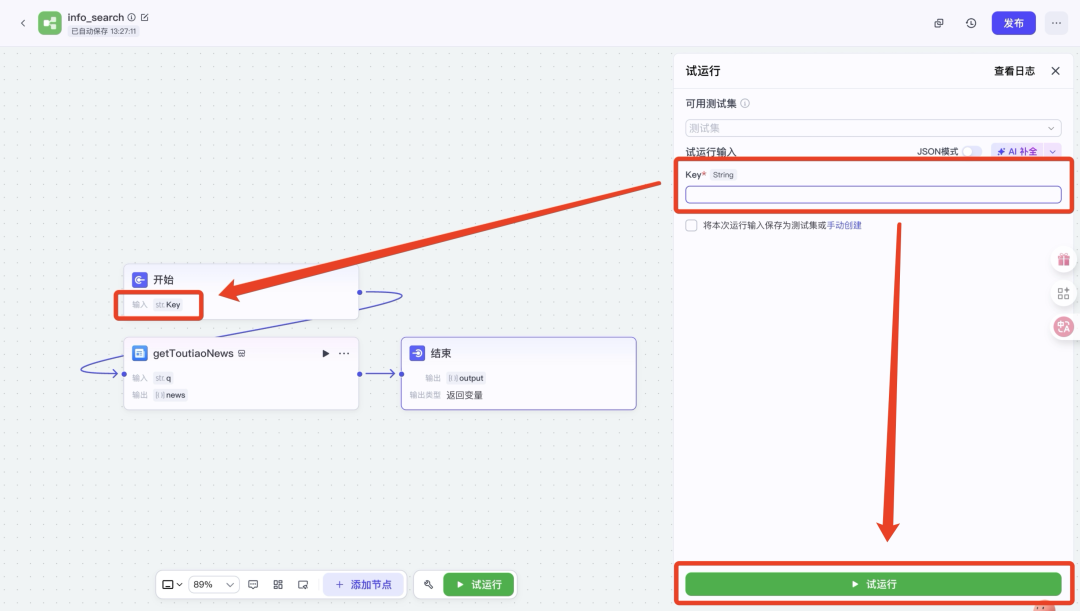 info_search
已自动保存 13:27:11
发布
试运行
查看日志
可用测试集
测试集
试运行输入
JSON模式
AI 补全
Key* String
将本次运行输入保存为测试集或手动创建
开始
输入 str. Key
getToutiaoNews
输入 str. q
输出 news
结束
输出 output
输出类型 返回变量
89%
+ 添加节点
试运行
试运行